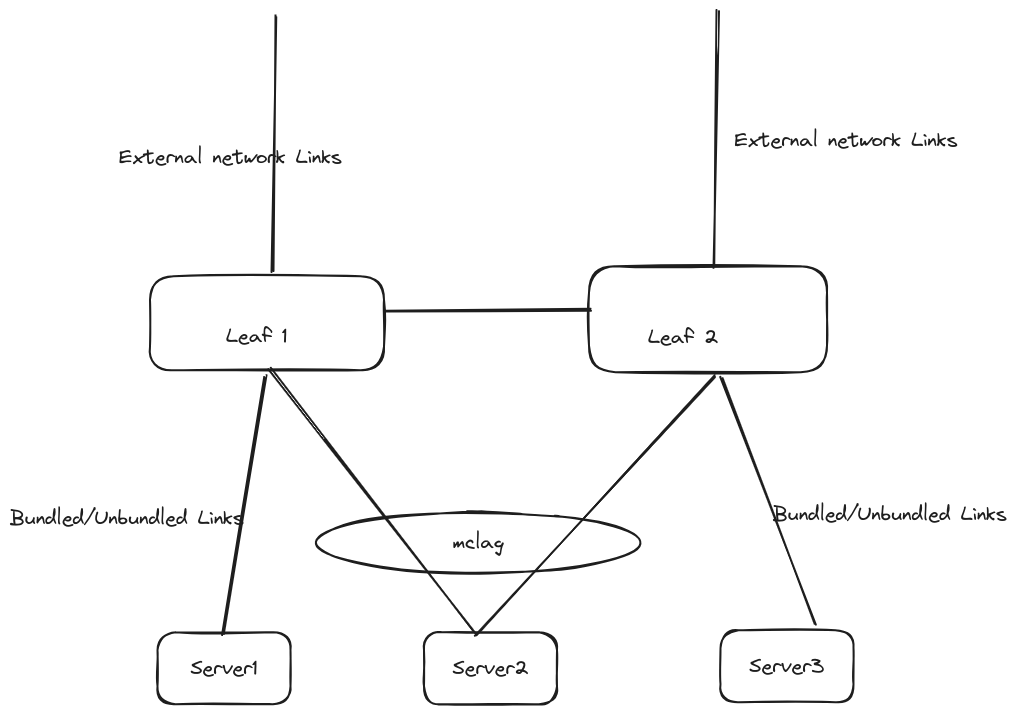 External network Links
External network Links
Leaf 1
Leaf 2
Bundled/Unbundled Links
Bundled/Unbundled Links
mclag
Server1
Server2
Server3